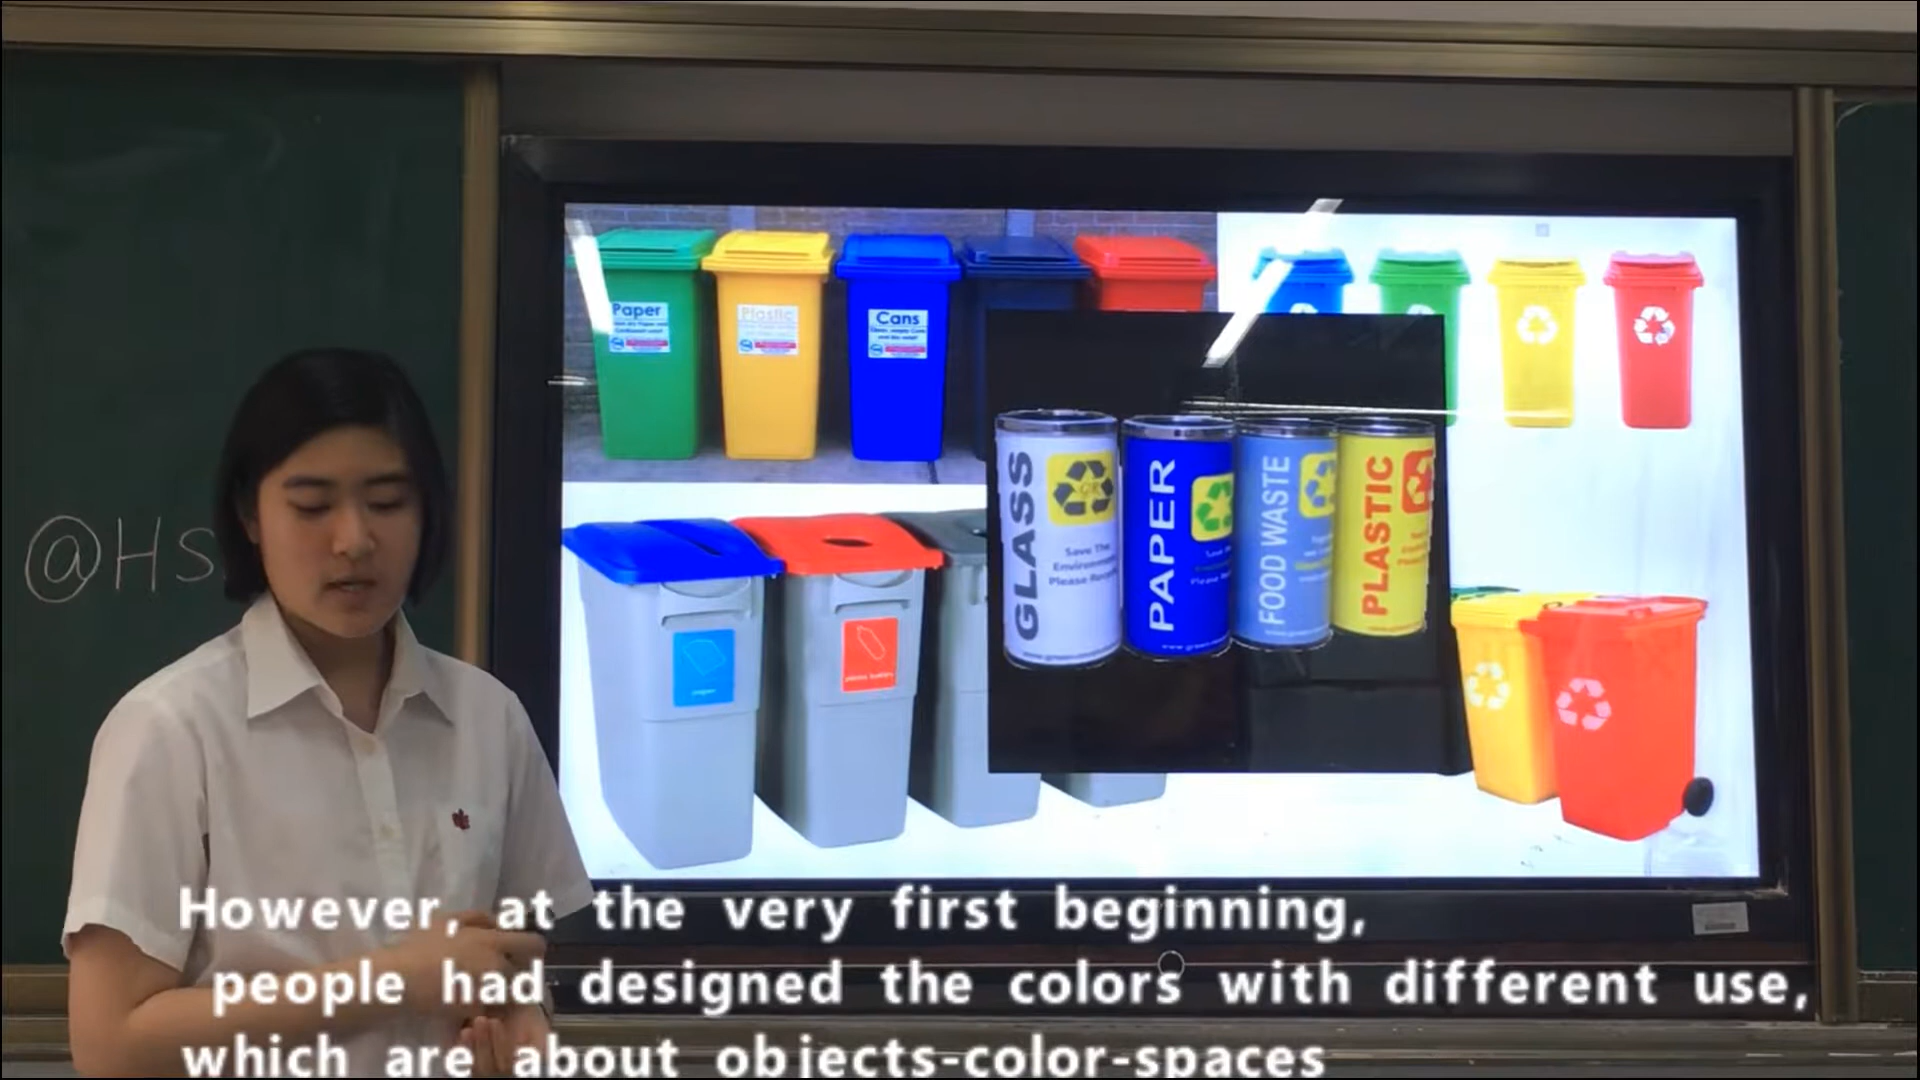 Paper
Plastic
Cans
GLASS
Save The
Environment
Please Recycle
PAPER
FOOD WASTE
PLASTIC
@HS
However, at the very first beginning,
people had designed the colors with different use,
which are about objects-color-spaces